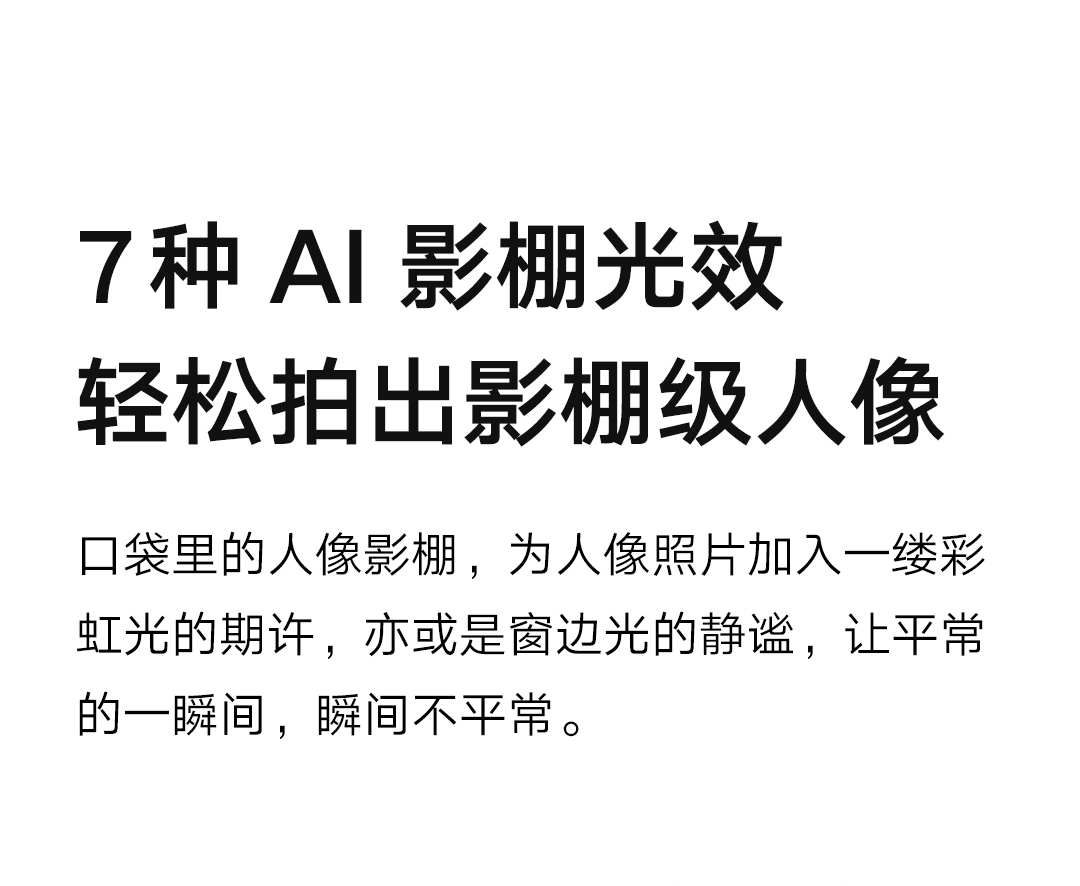 7种 AI 影棚光效
轻松拍出影棚级人像
口袋里的人像影棚，为人像照片加入一缕彩
虹光的期许，亦或是窗边光的静谧，让平常
的一瞬间，瞬间不平常。